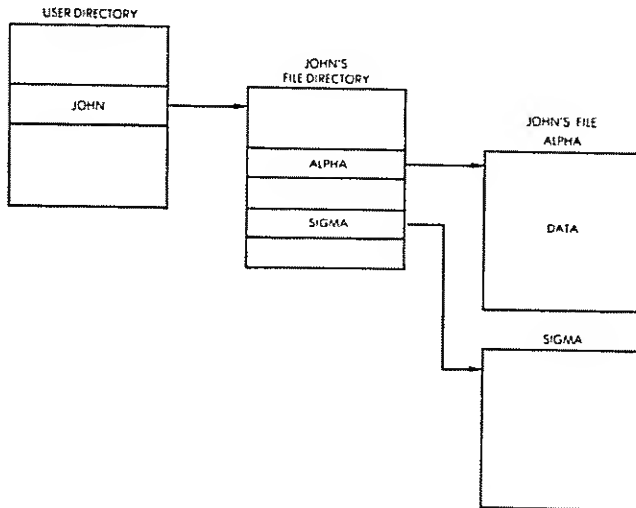 USER DIRECTORY
JOHN
JOHN'S
FILE DIRECTORY
ALPHA
SIGMA
JOHN'S FILE
ALPHA
DATA
SIGMA